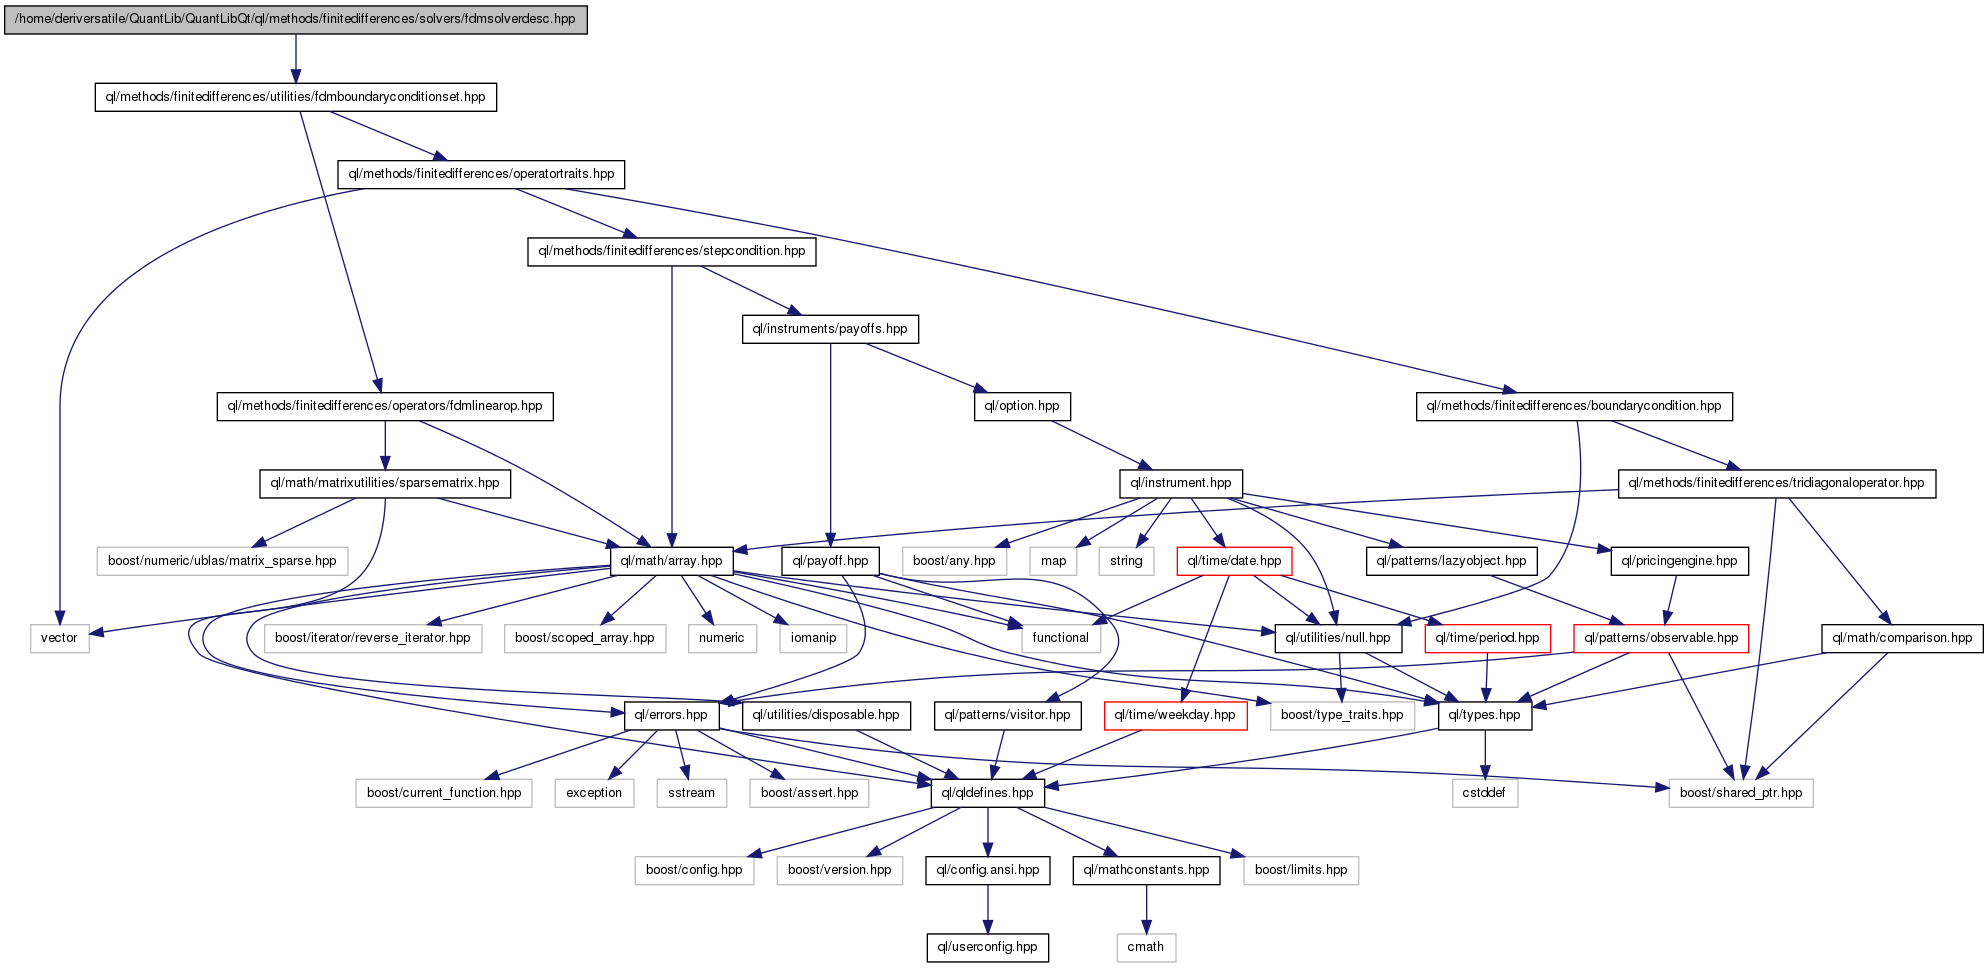 /home/deriversatile/QuantLib/QuantLibQt/ql/methods/finitedifferences/solvers/fdmsolverdesc.hpp
ql/methods/finitedifferences/utilities/fdmboundaryconditionset.hpp
ql/methods/finitedifferences/operatortraits.hpp
ql/methods/finitedifferences/stepcondition.hpp
ql/instruments/payoffs.hpp
ql/methods/finitedifferences/operators/fdmlinearop.hpp
ql/option.hpp
ql/methods/finitedifferences/boundarycondition.hpp
ql/math/matrixutilities/sparsematrix.hpp
ql/instrument.hpp
ql/methods/finitedifferences/tridiagonaloperator.hpp
boost/numeric/ublas/matrix_sparse.hpp
ql/math/array.hpp
ql/payoff.hpp
boost/any.hpp
map
string
ql/time/date.hpp
ql/patterns/lazyobject.hpp
ql/pricingengine.hpp
vector
boost/iterator/reverse_iterator.hpp
boost/scoped_array.hpp
numeric
iomanip
functional
ql/utilities/null.hpp
ql/time/period.hpp
ql/patterns/observable.hpp
ql/math/comparison.hpp
ql/errors.hpp
ql/utilities/disposable.hpp
ql/patterns/visitor.hpp
ql/time/weekday.hpp
boost/type_traits.hpp
ql/types.hpp
boost/current_function.hpp
exception
sstream
boost/assert.hpp
ql/qldefines.hpp
cstddef
boost/shared_ptr.hpp
boost/config.hpp
boost/version.hpp
ql/config.ansi.hpp
ql/mathconstants.hpp
boost/limits.hpp
ql/userconfig.hpp
cmath